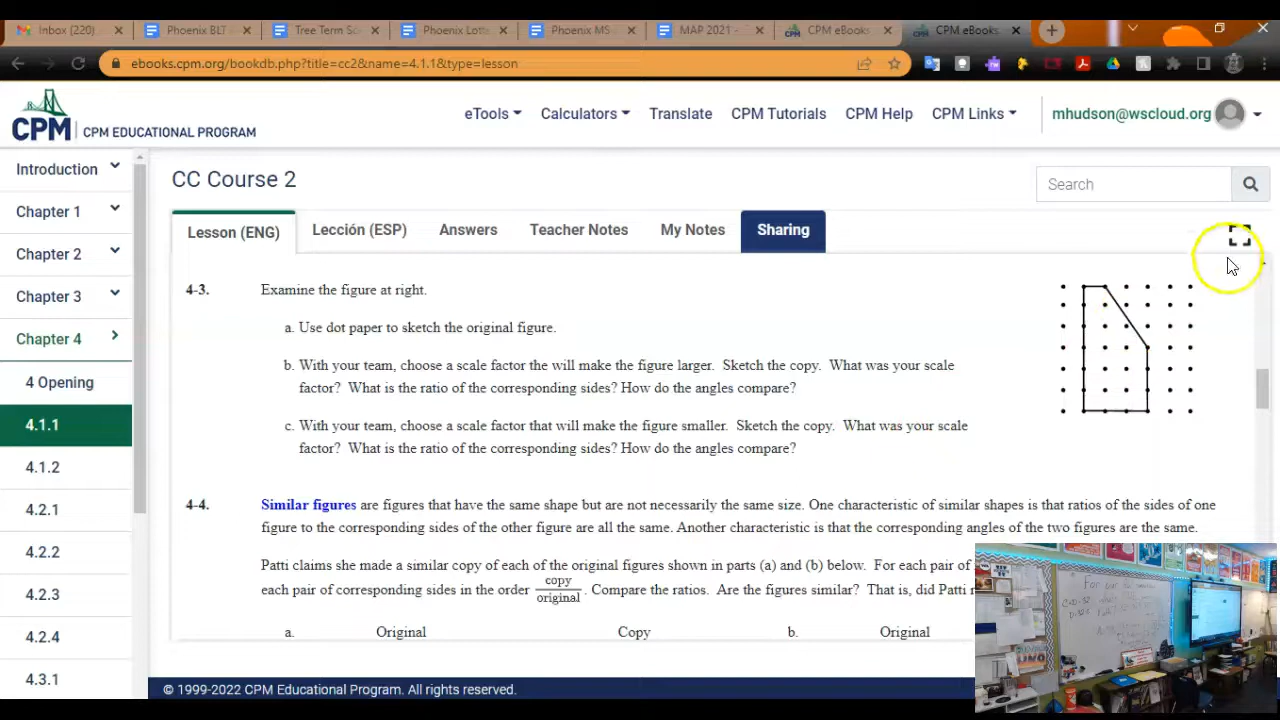 Inbox (220)
Phoenix BLT
Tree Term Sc
Phoenix Lotte
Phoenix MS
MAP 2021 -
CPM eBooks
CPM eBooks
ebooks.cpm.org/bookdb.php?title=cc2&name=4.1.1&type=lesson
CPM CPM EDUCATIONAL PROGRAM
eTools
Calculators
Translate
CPM Tutorials
CPM Help
CPM Links
mhudson@wscloud.org
Introduction
Chapter 1
Chapter 2
Chapter 3
Chapter 4
4 Opening
4.1.1
4.1.2
4.2.1
4.2.2
4.2.3
4.2.4
4.3.1
CC Course 2
Search
Lesson (ENG)
Lección (ESP)
Answers
Teacher Notes
My Notes
Sharing
4-3. Examine the figure at right.
a. Use dot paper to sketch the original figure.
b. With your team, choose a scale factor the will make the figure larger. Sketch the copy. What was your scale
factor? What is the ratio of the corresponding sides? How do the angles compare?
c. With your team, choose a scale factor that will make the figure smaller. Sketch the copy. What was your scale
factor? What is the ratio of the corresponding sides? How do the angles compare?
4-4. Similar figures are figures that have the same shape but are not necessarily the same size. One characteristic of similar shapes is that ratios of the sides of one
figure to the corresponding sides of the other figure are all the same. Another characteristic is that the corresponding angles of the two figures are the same.
Patti claims she made a similar copy of each of the original figures shown in parts (a) and (b) below. For each pair of
each pair of corresponding sides in the order copy/original. Compare the ratios. Are the figures similar? That is, did Patti
a. Original Copy b. Original
© 1999-2022 CPM Educational Program. All rights reserved.